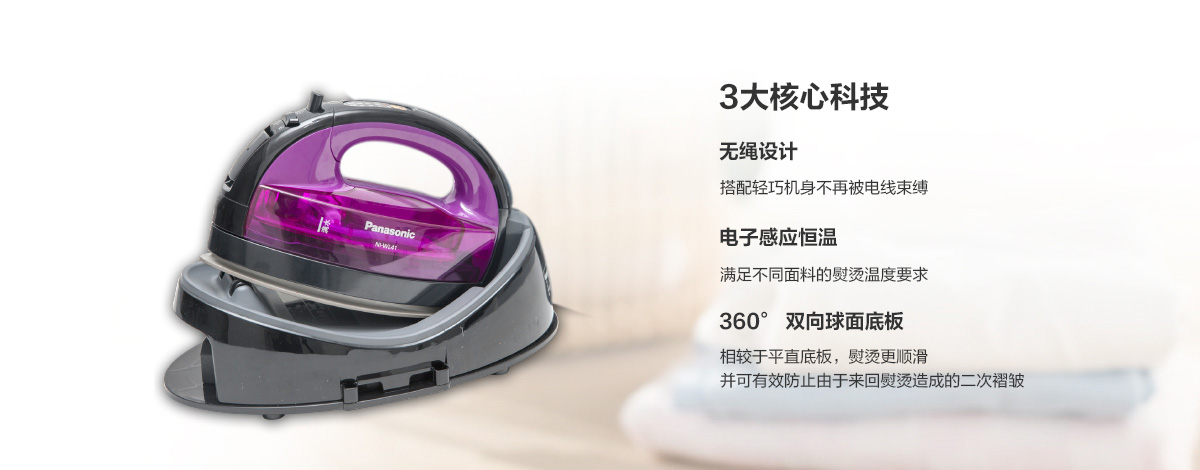 3大核心科技
无绳设计
搭配轻巧机身不再被电线束缚
电子感应恒温
满足不同面料的熨烫温度要求
360° 双向球面底板
相较于平直底板，熨烫更顺滑
并可有效防止由于来回熨烫造成的二次褶皱
Panasonic
NI-WL41